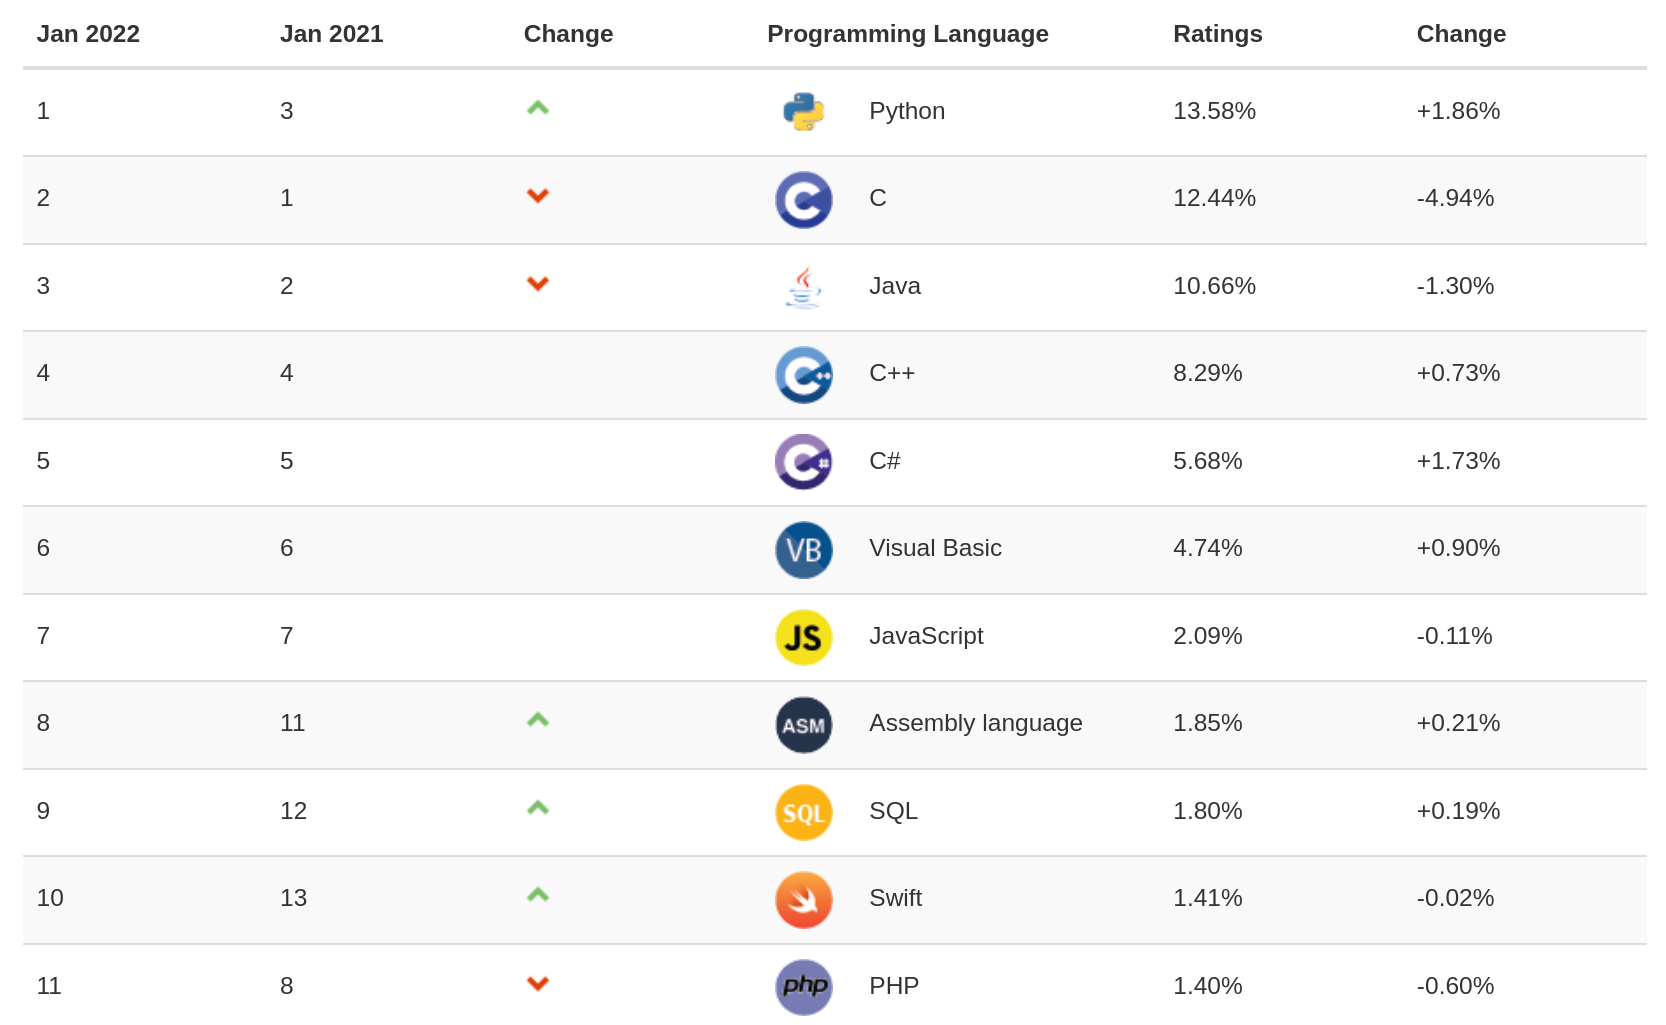 Jan 2022 Jan 2021 Change Programming Language Ratings Change
1 3 Python 13.58% +1.86%
2 1 C 12.44% -4.94%
3 2 Java 10.66% -1.30%
4 4 C++ 8.29% +0.73%
5 5 C# 5.68% +1.73%
6 6 VB Visual Basic 4.74% +0.90%
7 7 JS JavaScript 2.09% -0.11%
8 11 ASM Assembly language 1.85% +0.21%
9 12 SQL SQL 1.80% +0.19%
10 13 Swift 1.41% -0.02%
11 8 php PHP 1.40% -0.60%